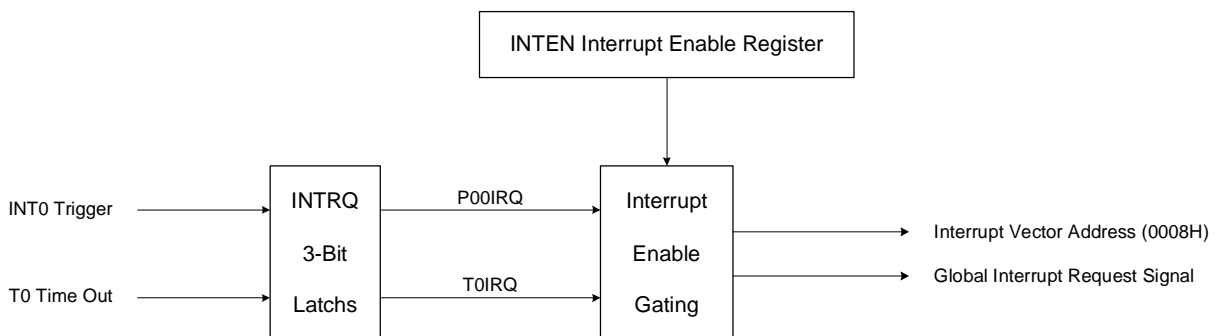 INTEN Interrupt Enable Register
INT0 Trigger
T0 Time Out
INTRQ
3-Bit
Latchs
P00IRQ
T0IRQ
Interrupt
Enable
Gating
Interrupt Vector Address (0008H)
Global Interrupt Request Signal